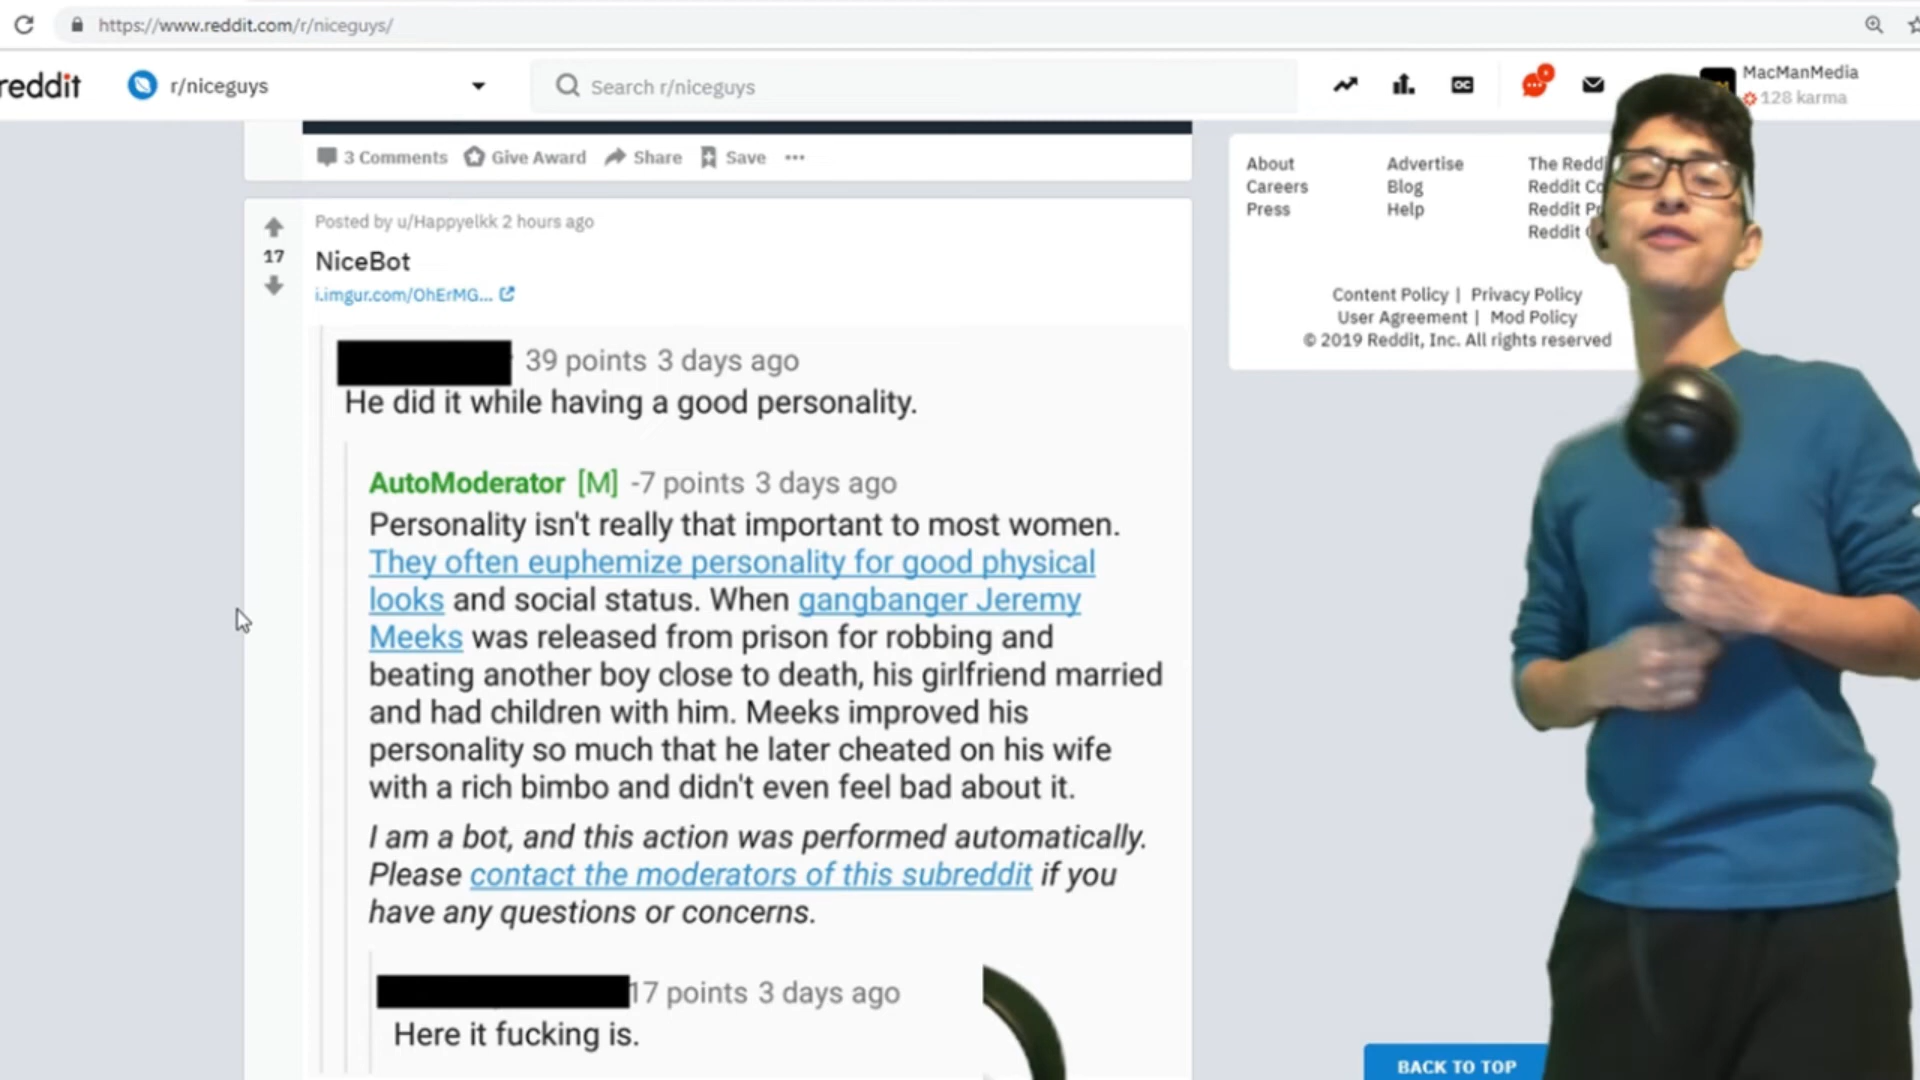 https://www.reddit.com/r/niceguys/
reddit
r/niceguys
Search r/niceguys
MacManMedia
128 karma
3 Comments Give Award Share Save
About Advertise The Redd
Careers Blog Reddit Co
Press Help Reddit Pr
Reddit
Content Policy | Privacy Policy
User Agreement | Mod Policy
© 2019 Reddit, Inc. All rights reserved
Posted by u/Happyelkk 2 hours ago
17
NiceBot
i.imgur.com/OhErMG...
39 points 3 days ago
He did it while having a good personality.
AutoModerator [M] -7 points 3 days ago
Personality isn't really that important to most women.
They often euphemize personality for good physical
looks and social status. When gangbanger Jeremy
Meeks was released from prison for robbing and
beating another boy close to death, his girlfriend married
and had children with him. Meeks improved his
personality so much that he later cheated on his wife
with a rich bimbo and didn't even feel bad about it.
I am a bot, and this action was performed automatically.
Please contact the moderators of this subreddit if you
have any questions or concerns.
17 points 3 days ago
Here it fucking is.
BACK TO TOP